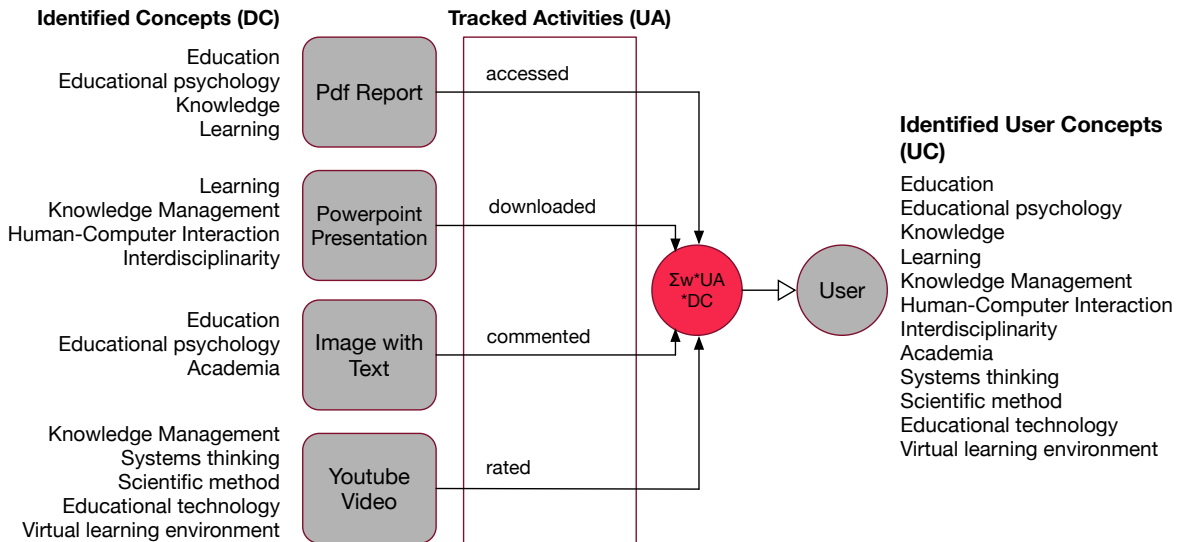 Identified Concepts (DC)
Tracked Activities (UA)
Education
Educational psychology
Knowledge
Learning
Pdf Report
accessed
Learning
Knowledge Management
Human-Computer Interaction
Interdisciplinarity
Powerpoint
Presentation
downloaded
Education
Educational psychology
Academia
Image with
Text
commented
Knowledge Management
Systems thinking
Scientific method
Educational technology
Virtual learning environment
Youtube
Video
rated
Σw*UA
*DC
User
Identified User Concepts
(UC)
Education
Educational psychology
Knowledge
Learning
Knowledge Management
Human-Computer Interaction
Interdisciplinarity
Academia
Systems thinking
Scientific method
Educational technology
Virtual learning environment